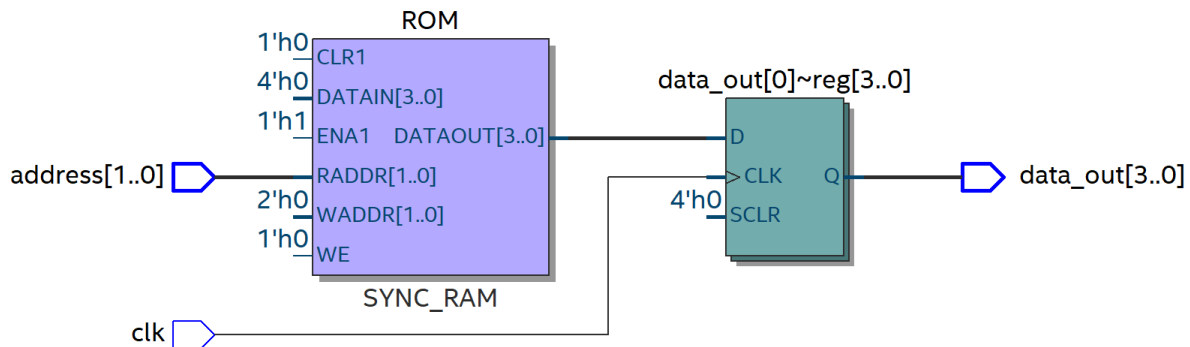 ROM
1'h0
CLR1
4'h0
DATAIN[3..0]
1'h1
ENA1 DATAOUT[3..0]
address[1..0]
RADDR[1..0]
2'h0
WADDR[1..0]
1'h0
WE
SYNC_RAM
clk
data_out[0]~reg[3..0]
D
CLK Q
4'h0
SCLR
data_out[3..0]